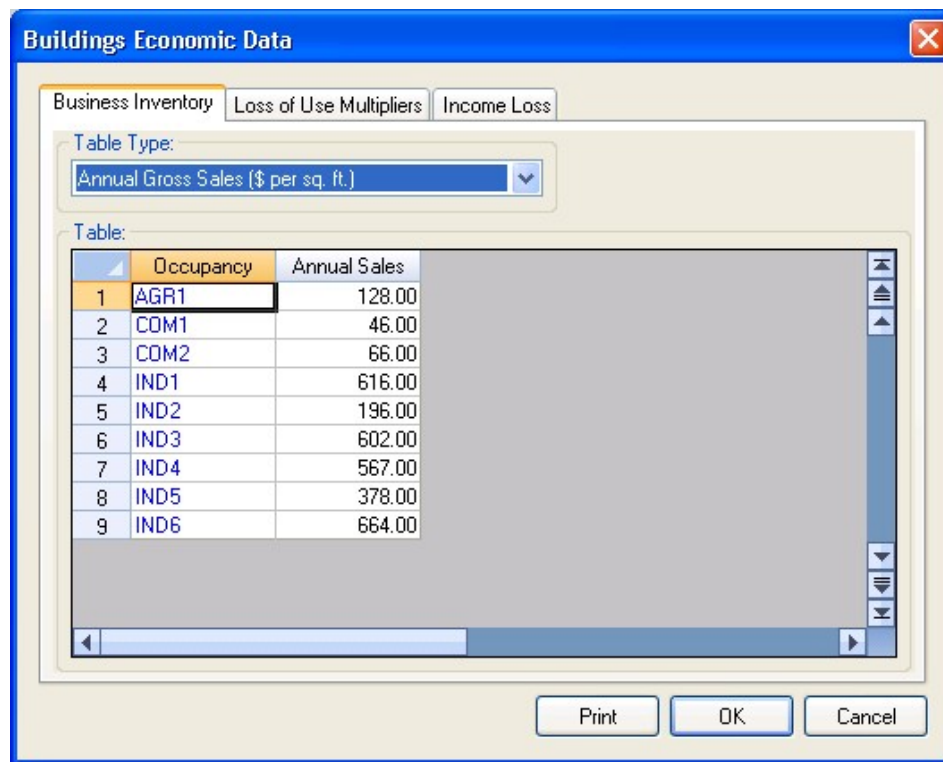 Buildings Economic Data
Business Inventory Loss of Use Multipliers Income Loss
Table Type:
Annual Gross Sales ($ per sq. ft.)
Table:
Occupancy Annual Sales
1 AGR1 128.00
2 COM1 46.00
3 COM2 66.00
4 IND1 616.00
5 IND2 196.00
6 IND3 602.00
7 IND4 567.00
8 IND5 378.00
9 IND6 664.00
Print OK Cancel